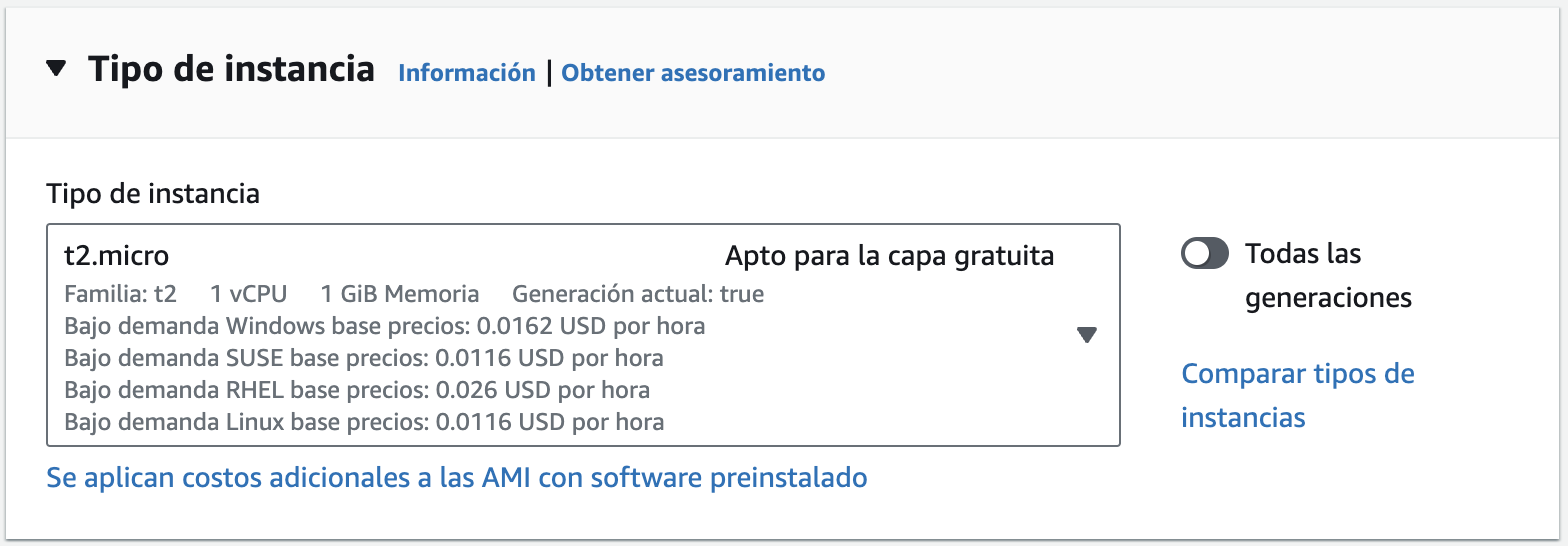 Tipo de instancia Información | Obtener asesoramiento
Tipo de instancia
t2.micro Apto para la capa gratuita
Familia: t2 1 vCPU 1 GiB Memoria Generación actual: true
Bajo demanda Windows base precios: 0.0162 USD por hora
Bajo demanda SUSE base precios: 0.0116 USD por hora
Bajo demanda RHEL base precios: 0.026 USD por hora
Bajo demanda Linux base precios: 0.0116 USD por hora
Se aplican costos adicionales a las AMI con software preinstalado
Todas las
generaciones
Comparar tipos de
instancias